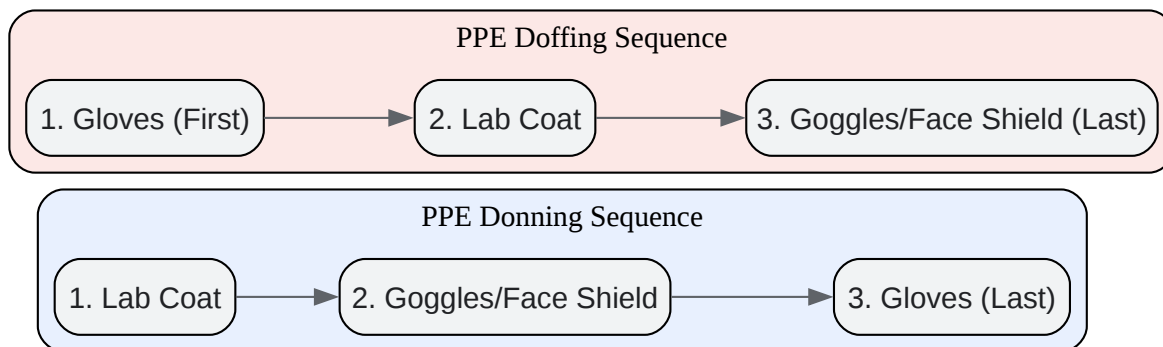 PPE Doffing Sequence
1. Gloves (First)
2. Lab Coat
3. Goggles/Face Shield (Last)
PPE Donning Sequence
1. Lab Coat
2. Goggles/Face Shield
3. Gloves (Last)